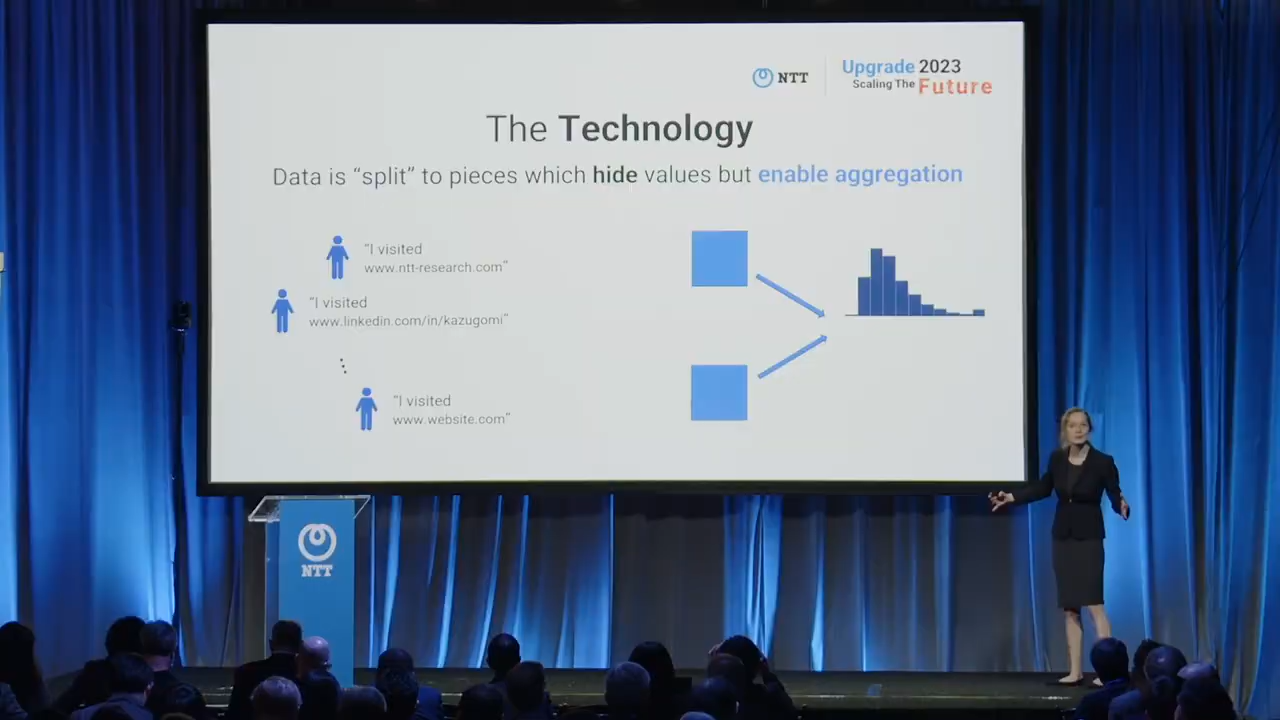 NTT
Upgrade 2023
Scaling The Future
The Technology
Data is “split” to pieces which hide values but enable aggregation
“I visited
www.ntt-research.com”
“I visited
www.linkedin.com/in/kazugomi”
“I visited
www.website.com”
NTT